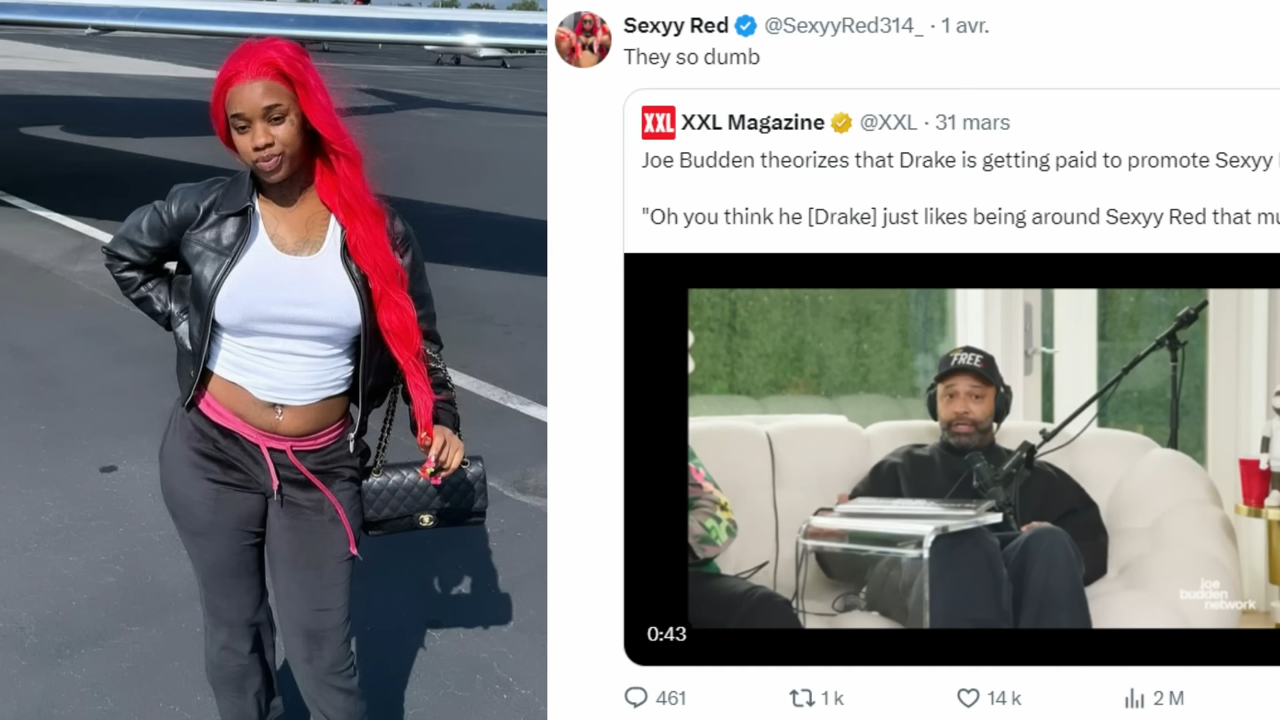 Sexyy Red @SexyyRed314_ · 1 avr.
They so dumb
XXL XXL Magazine @XXL · 31 mars
Joe Budden theorizes that Drake is getting paid to promote Sexyy
"Oh you think he [Drake] just likes being around Sexyy Red that mu
FREE
joe
budden
network
0:43
461 1 k 14 k 2 M